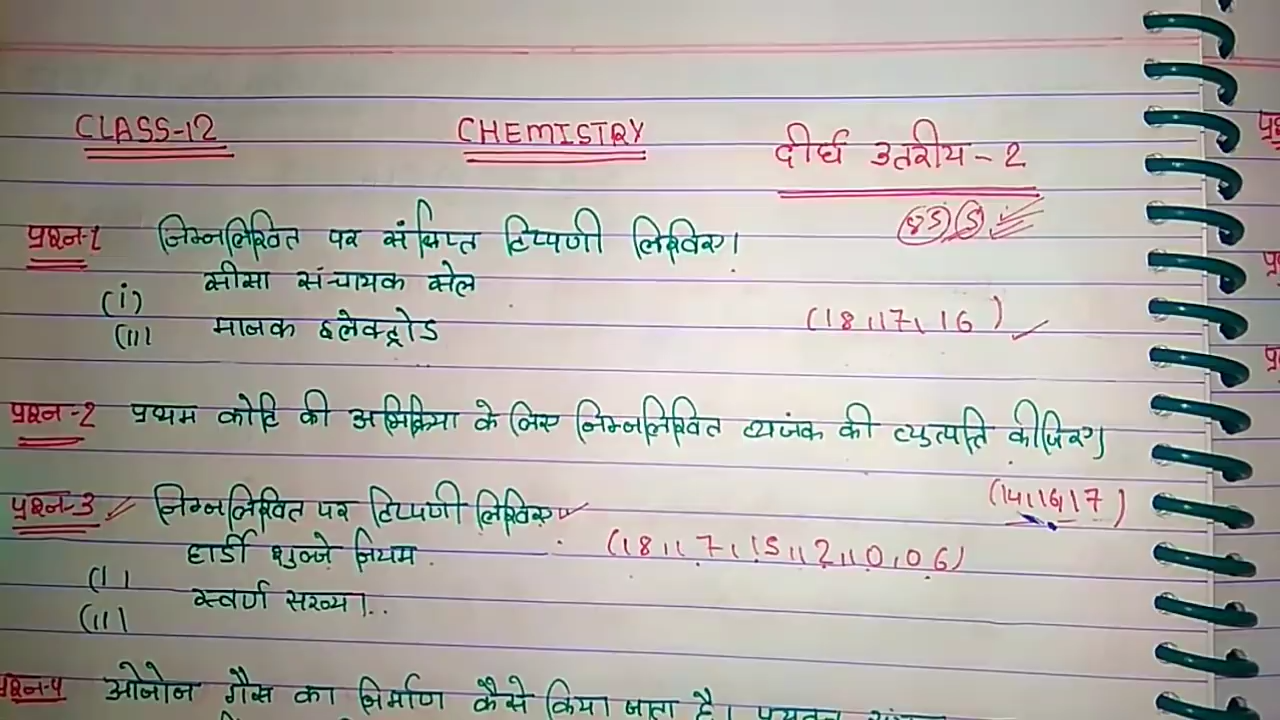 CLASS-12 CHEMISTRY दीर्घ उतरीय-2
प्रश्न-1 निम्नलिखित पर संक्षिप्त टिप्पणी लिखिए।
(i) सीसा संचायक सेल
(ii) मानक इलेक्ट्रोड (18,17,16)
प्रश्न-2 प्रथम कोटि की अभिक्रिया के लिए निम्नलिखित व्यंजक की व्युत्पति कीजिए।
(14,16,17)
प्रश्न-3 निम्नलिखित पर टिप्पणी लिखिए
(i) हार्डी शुल्जे नियम (18,17,15,12,10,06)
(ii) स्वर्ण सख्या।..
प्रश्न-4 ओजोन गैस का निर्माण कैसे किया जाता है।